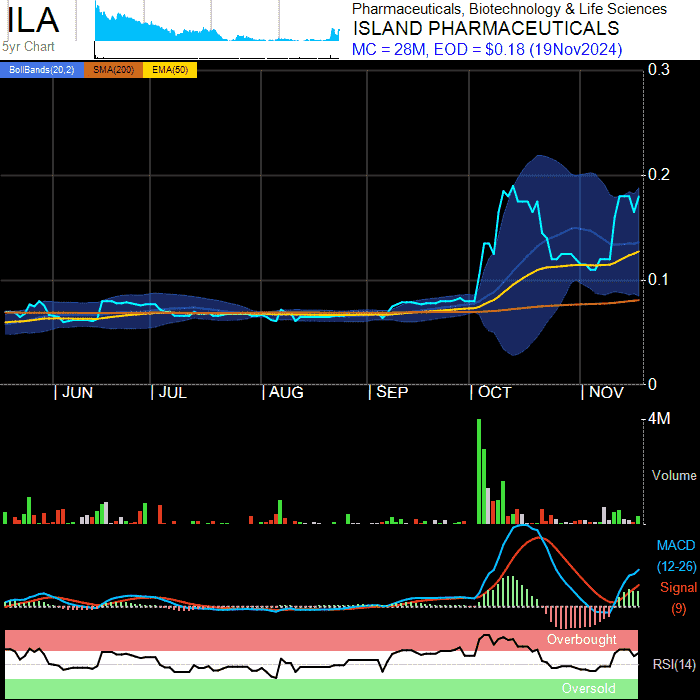 ILA
5yr Chart
Pharmaceuticals, Biotechnology & Life Sciences
ISLAND PHARMACEUTICALS
MC = 28M, EOD = $0.18 (19Nov2024)
BollBands(20,2) SMA(200) EMA(50)
0.3
0.2
0.1
0
JUN JUL AUG SEP OCT NOV
4M
Volume
MACD
(12-26)
Signal
(9)
Overbought
RSI(14)
Oversold